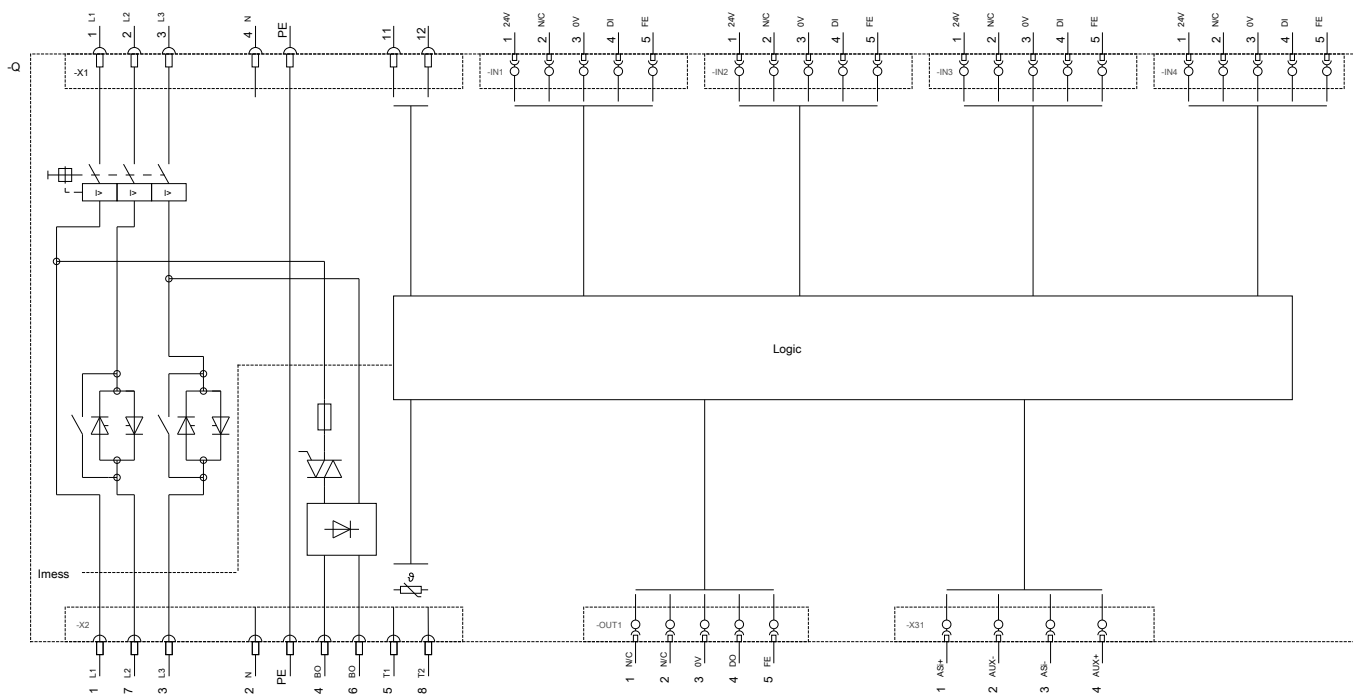 L1
L2
L3
N
1
2
3
4
PE
11
12
24V
N/C
0V
DI
FE
1
2
3
4
5
24V
N/C
0V
DI
FE
1
2
3
4
5
24V
N/C
0V
DI
FE
1
2
3
4
5
24V
N/C
0V
DI
FE
1
2
3
4
5
-Q
-X1
-IN1
-IN2
-IN3
-IN4
I>
I>
I>
Logic
Imess
ϑ
-X2
-OUT1
-X31
L1
L2
L3
N
PE
BO
BO
T1
T2
1
7
3
2
4
6
5
8
N/C
N/C
0V
DO
FE
1
2
3
4
5
ASi+
AUX-
ASi-
AUX+
1
2
3
4